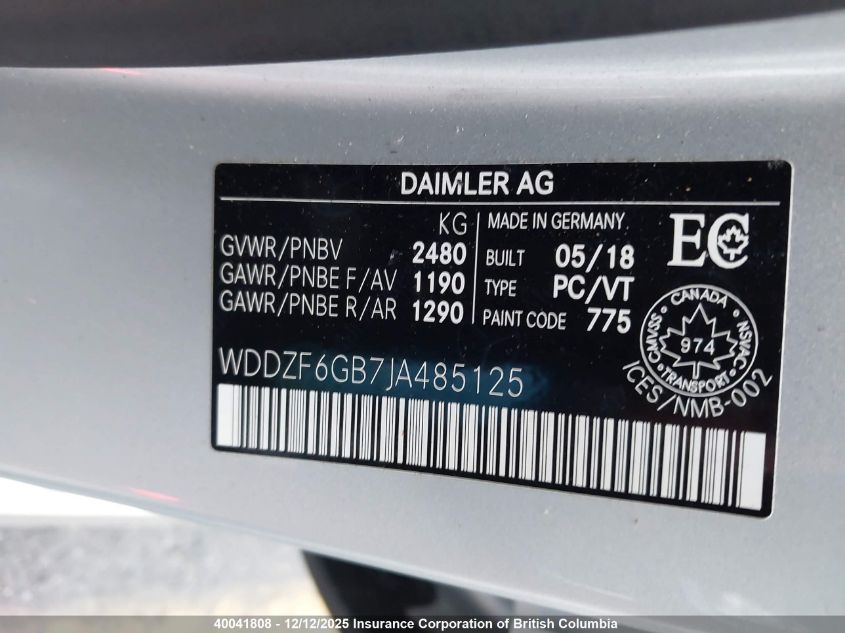 DAIMLER AG
KG
GVWR/PNBV 2480
GAWR/PNBE F/AV 1190
GAWR/PNBE R/AR 1290
MADE IN GERMANY
BUILT 05/18
TYPE PC/VT
PAINT CODE 775
EC
CANADA
CMVSS 974 NSVAC
TRANSPORT
ICES/NMB-002
WDDZF6GB7JA485125
40041808 - 12/12/2025 Insurance Corporation of British Columbia